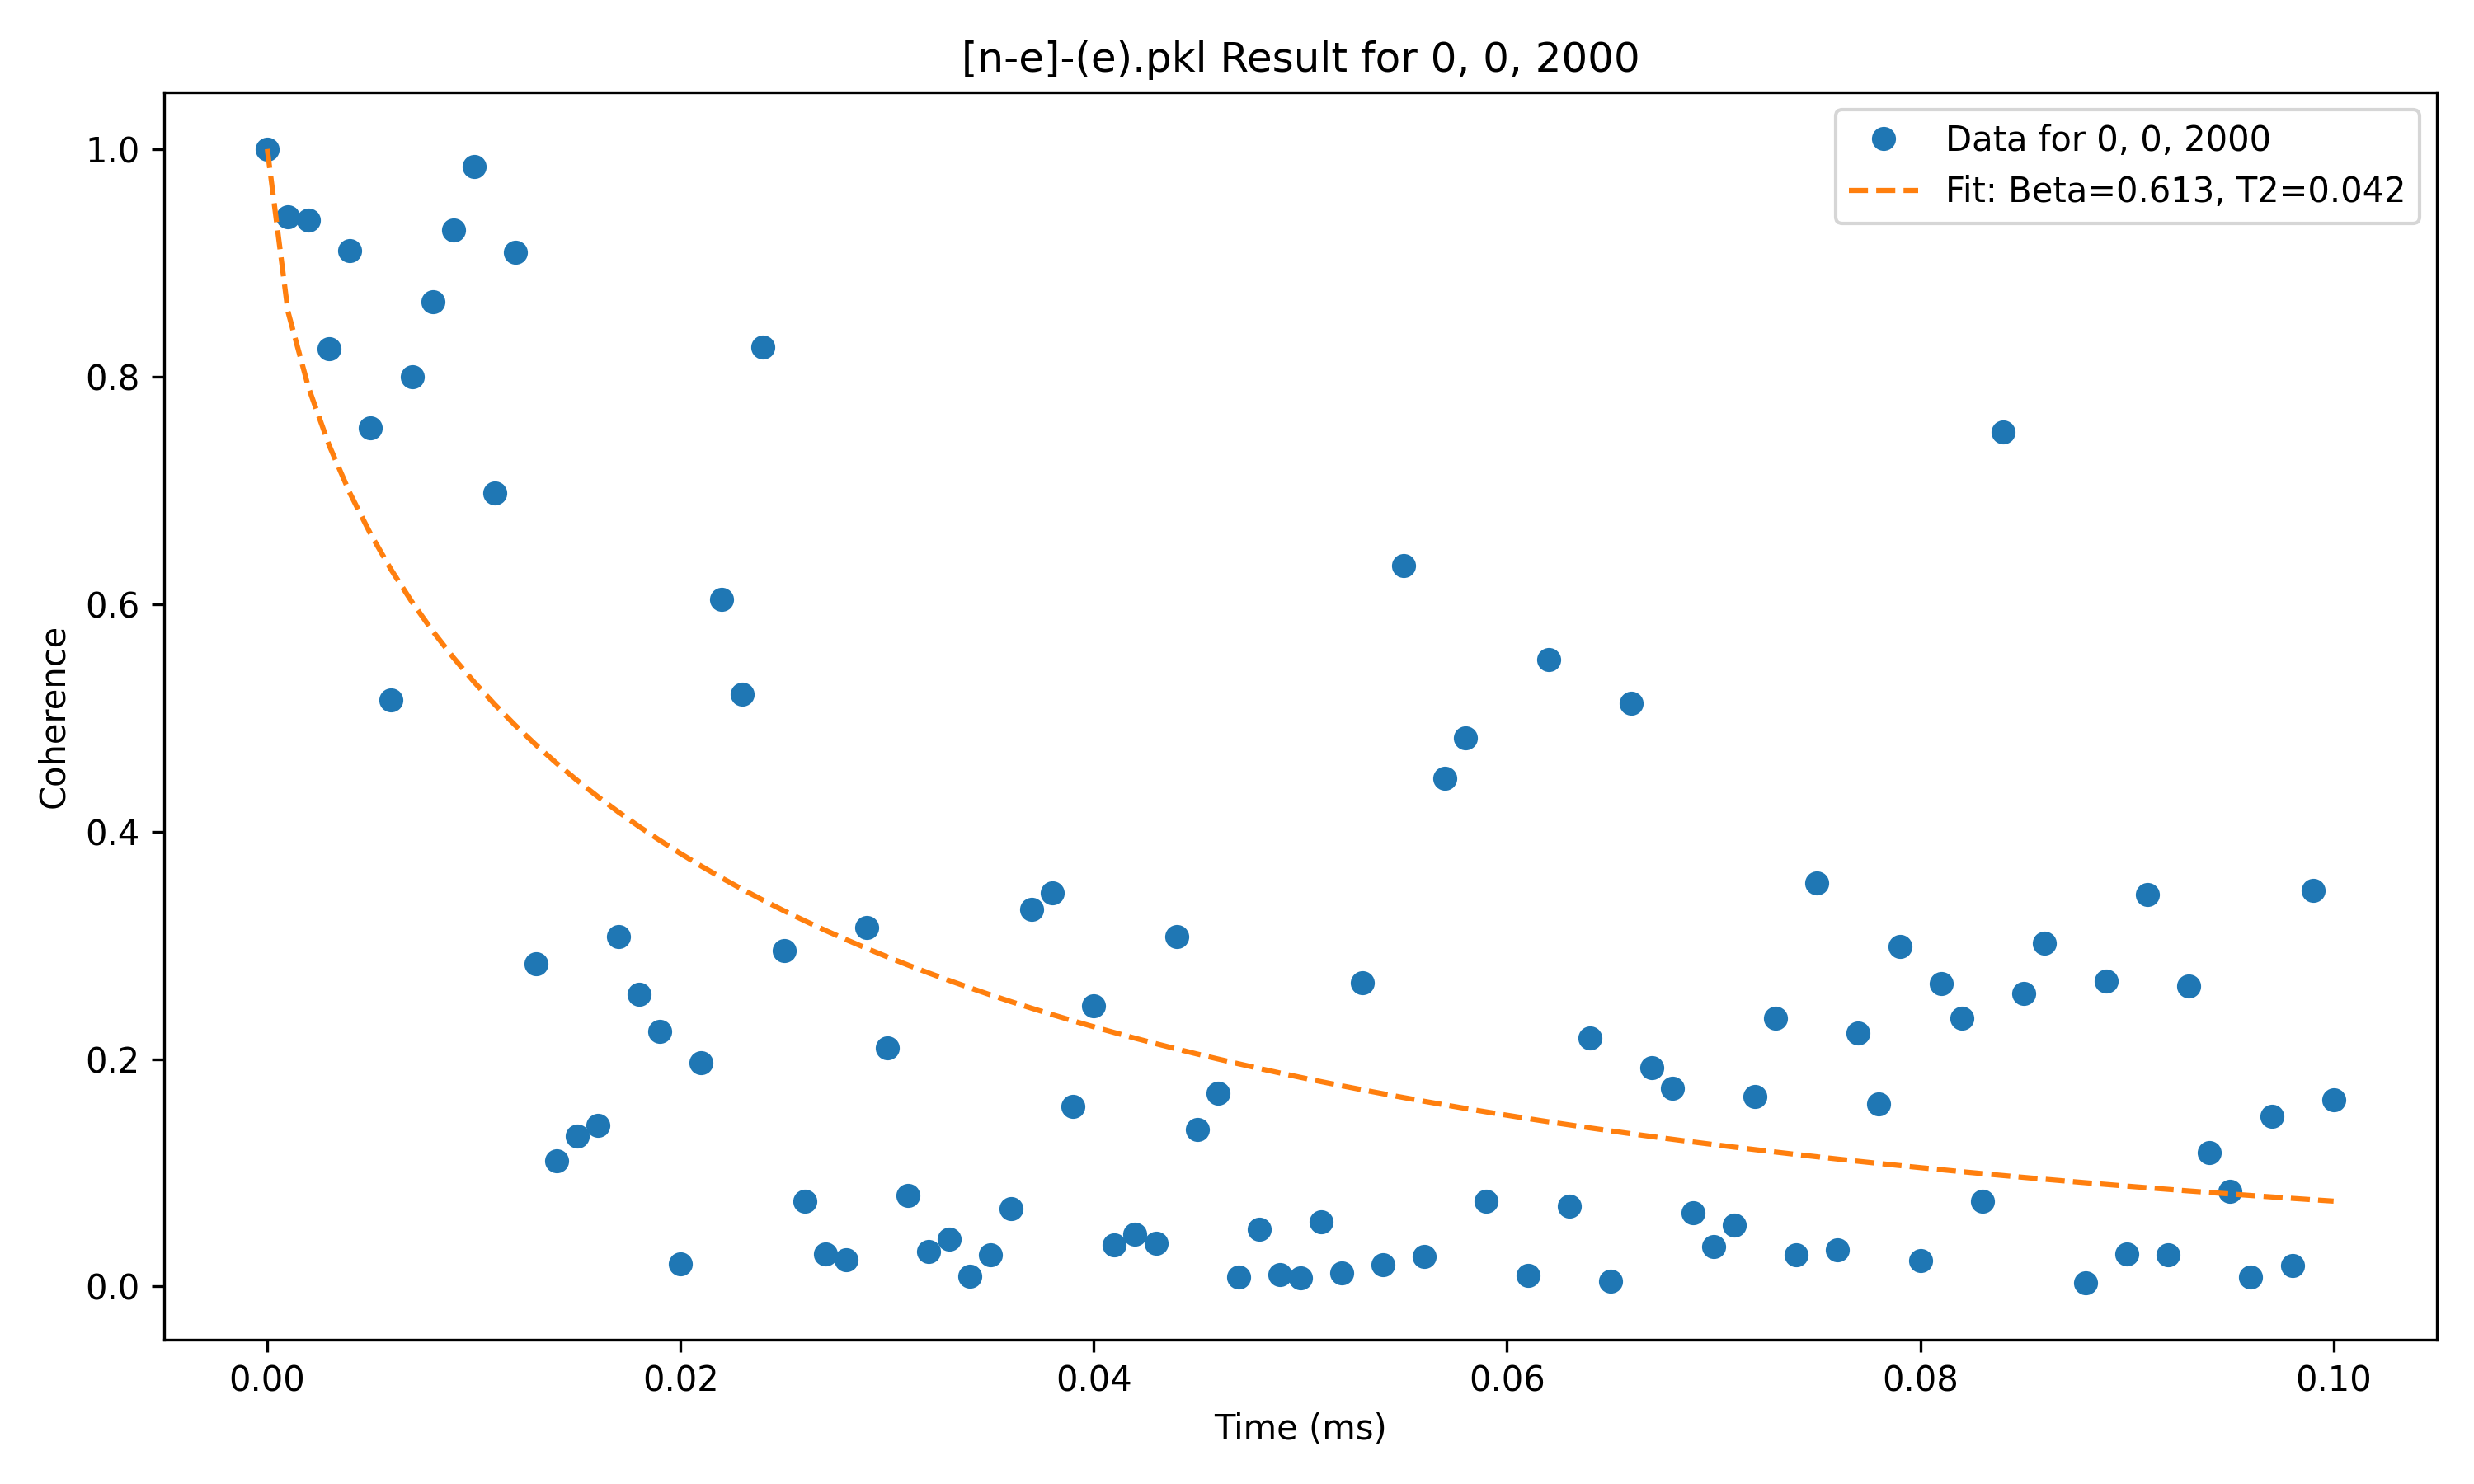 [n-e]-(e).pkl Result for 0, 0, 2000
Data for 0, 0, 2000
Fit: Beta=0.613, T2=0.042
Coherence
1.0
0.8
0.6
0.4
0.2
0.0
0.00 0.02 0.04 0.06 0.08 0.10
Time (ms)